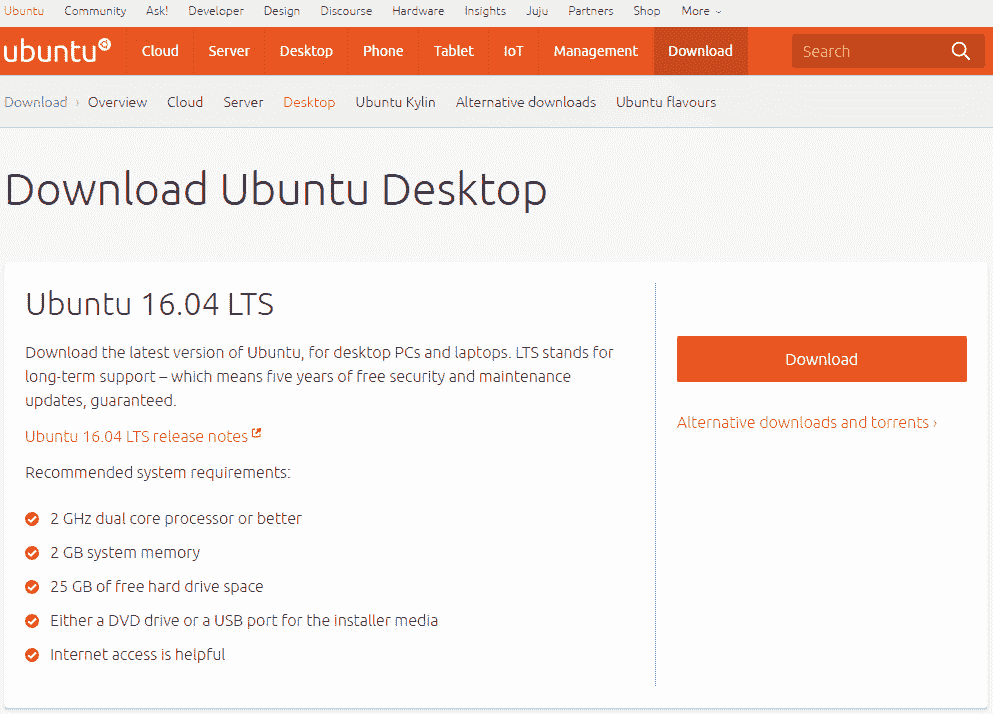 Ubuntu Community Ask! Developer Design Discourse Hardware Insights Juju Partners Shop More
ubuntu Cloud Server Desktop Phone Tablet IoT Management Download Search
Download › Overview Cloud Server Desktop Ubuntu Kylin Alternative downloads Ubuntu flavours
Download Ubuntu Desktop
Ubuntu 16.04 LTS
Download the latest version of Ubuntu, for desktop PCs and laptops. LTS stands for
long-term support – which means five years of free security and maintenance
updates, guaranteed.
Ubuntu 16.04 LTS release notes
Recommended system requirements:
2 GHz dual core processor or better
2 GB system memory
25 GB of free hard drive space
Either a DVD drive or a USB port for the installer media
Internet access is helpful
Download
Alternative downloads and torrents ›